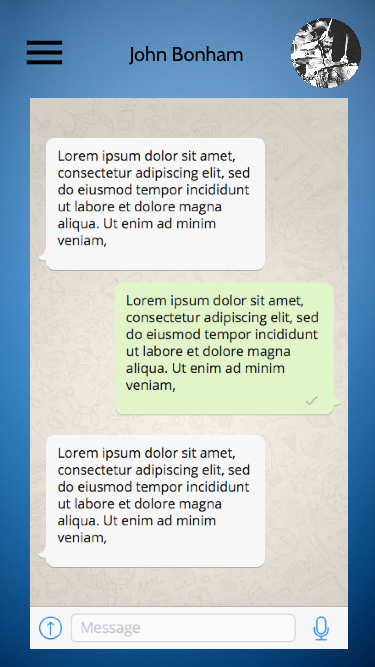 John Bonham
Lorem ipsum dolor sit amet,
consectetur adipiscing elit, sed
do eiusmod tempor incididunt
ut labore et dolore magna
aliqua. Ut enim ad minim
veniam,
Lorem ipsum dolor sit amet,
consectetur adipiscing elit, sed
do eiusmod tempor incididunt
ut labore et dolore magna
aliqua. Ut enim ad minim
veniam,
Lorem ipsum dolor sit amet,
consectetur adipiscing elit, sed
do eiusmod tempor incididunt
ut labore et dolore magna
aliqua. Ut enim ad minim
veniam,
Message